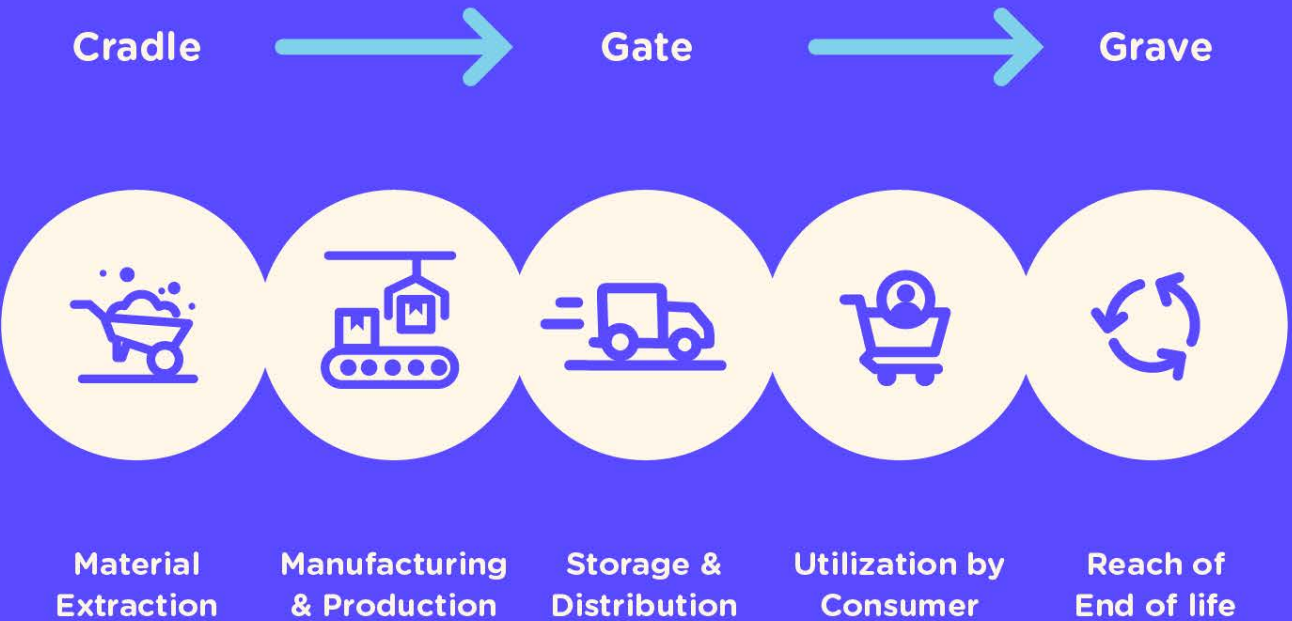 Cradle
Gate
Grave
Material
Extraction
Manufacturing
& Production
Storage &
Distribution
Utilization by
Consumer
Reach of
End of life